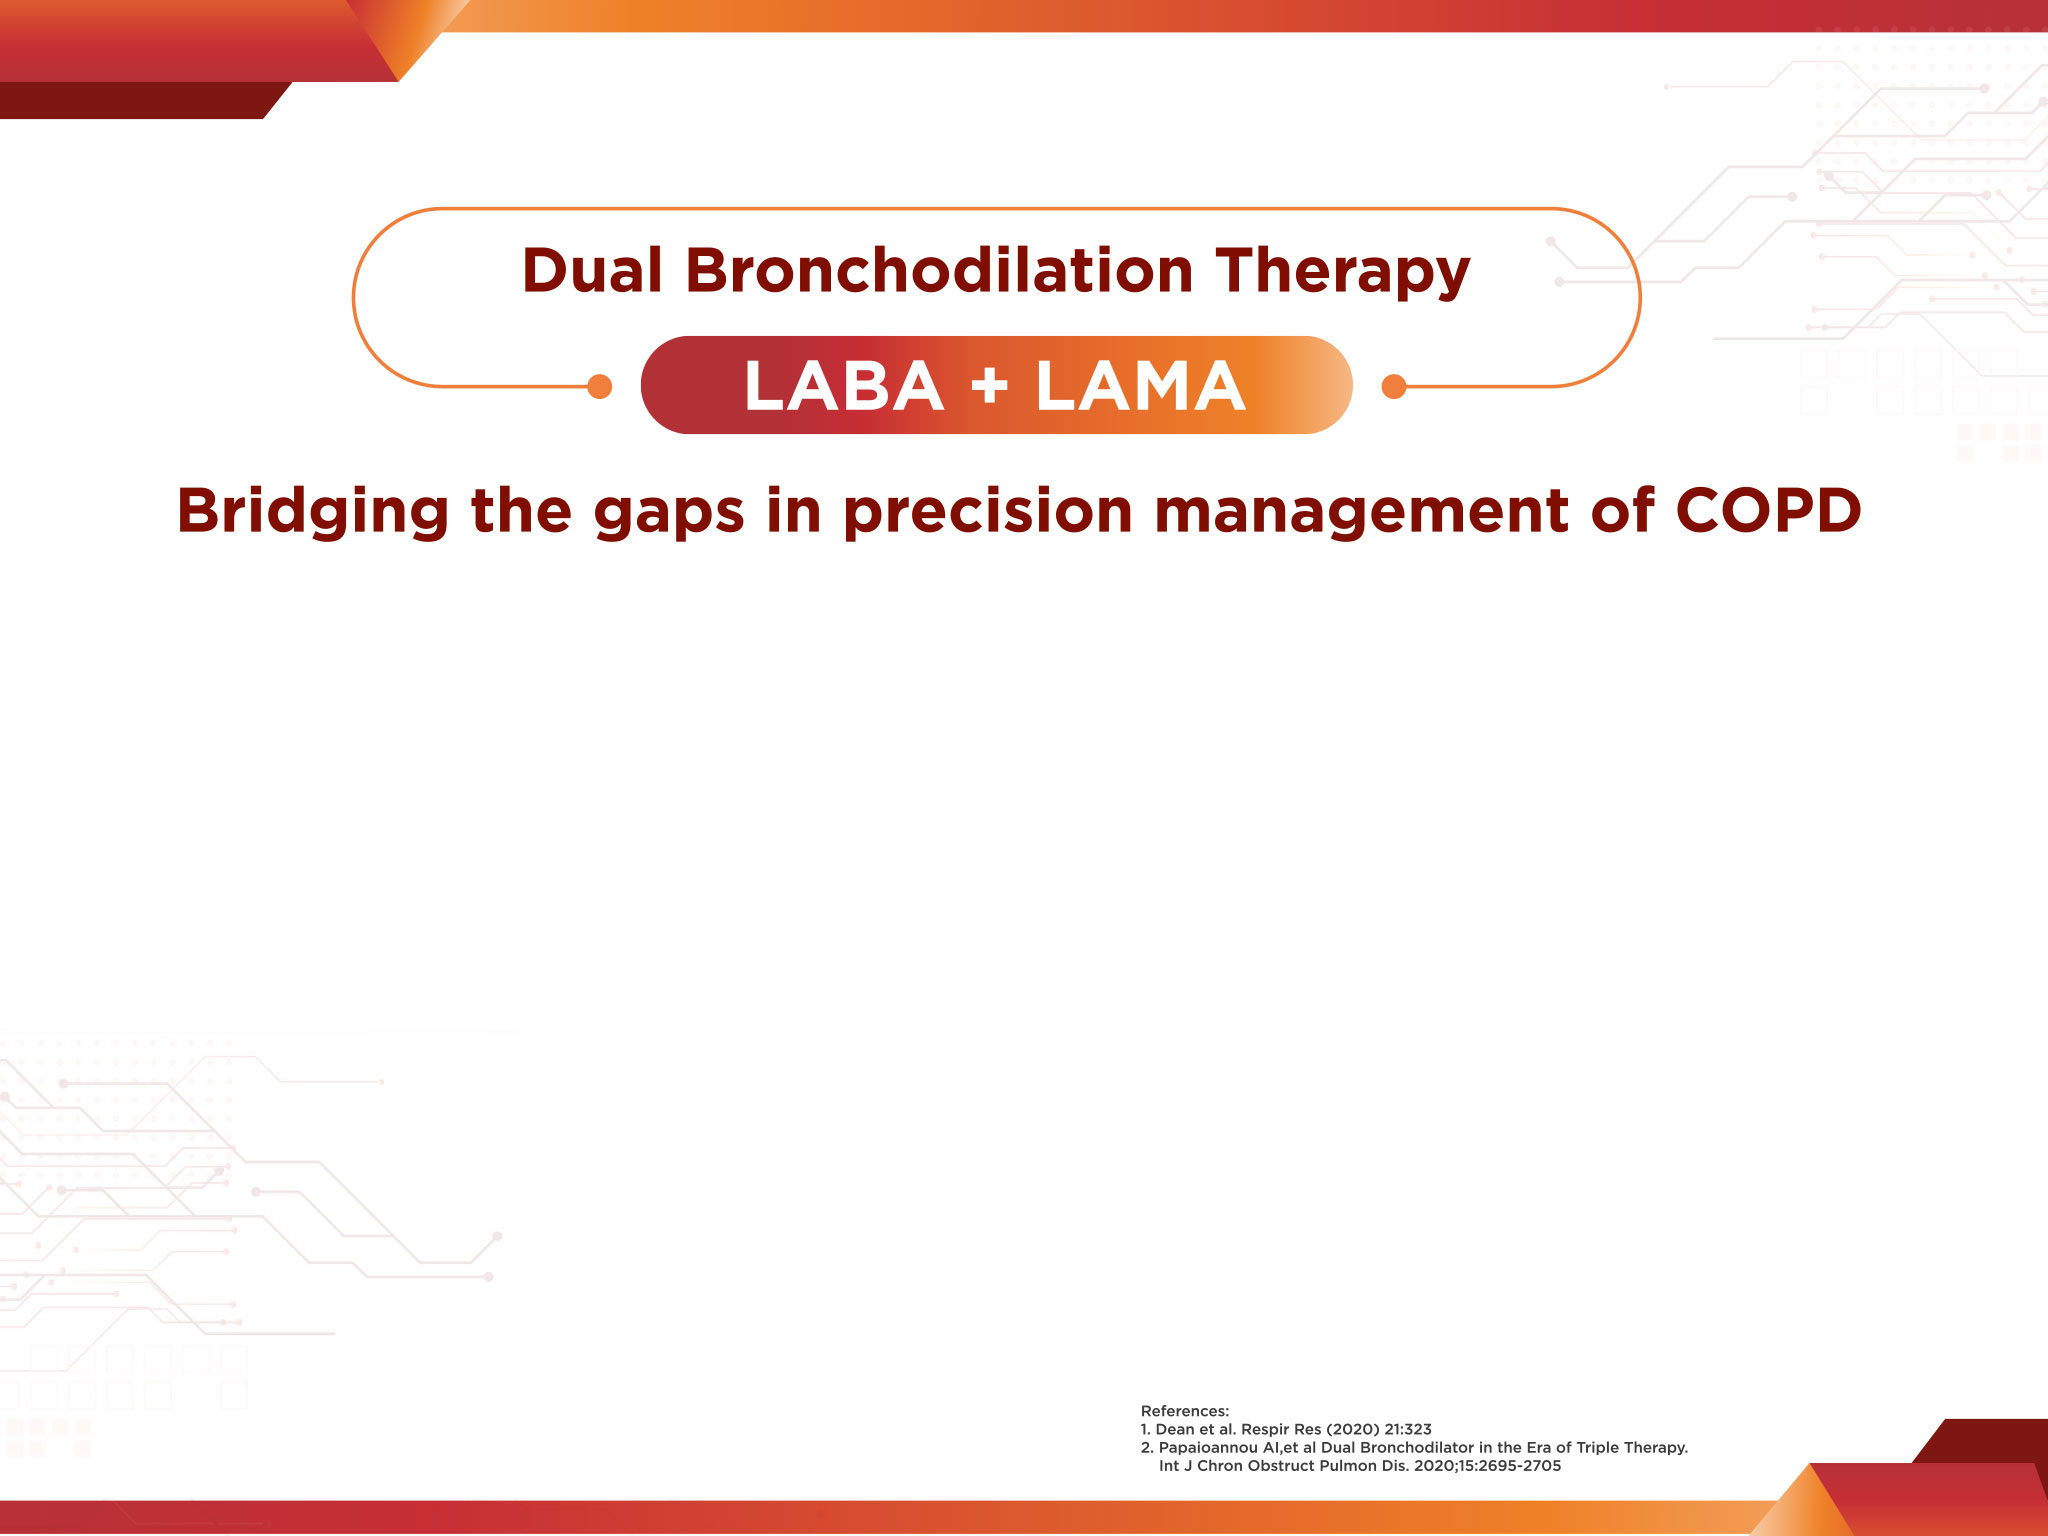 Dual Bronchodilation Therapy
LABA + LAMA
Bridging the gaps in precision management of COPD
References:
1. Dean et al. Respir Res (2020) 21:323
2. Papaioannou AI,et al Dual Bronchodilator in the Era of Triple Therapy.
Int J Chron Obstruct Pulmon Dis. 2020;15:2695-2705